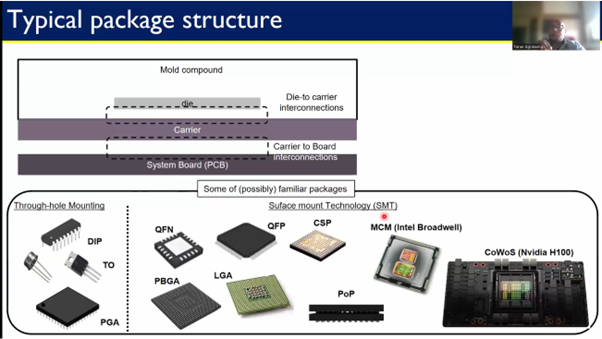 Typical package structure
Mold compound
die
Die-to carrier
interconnections
Carrier
Carrier to Board
interconnections
System Board (PCB)
Some of (possibly) familiar packages
Through-hole Mounting
Suface mount Technology (SMT)
DIP
TO
PGA
QFN
QFP
CSP
MCM (Intel Broadwell)
CoWoS (Nvidia H100)
PBGA
LGA
PoP